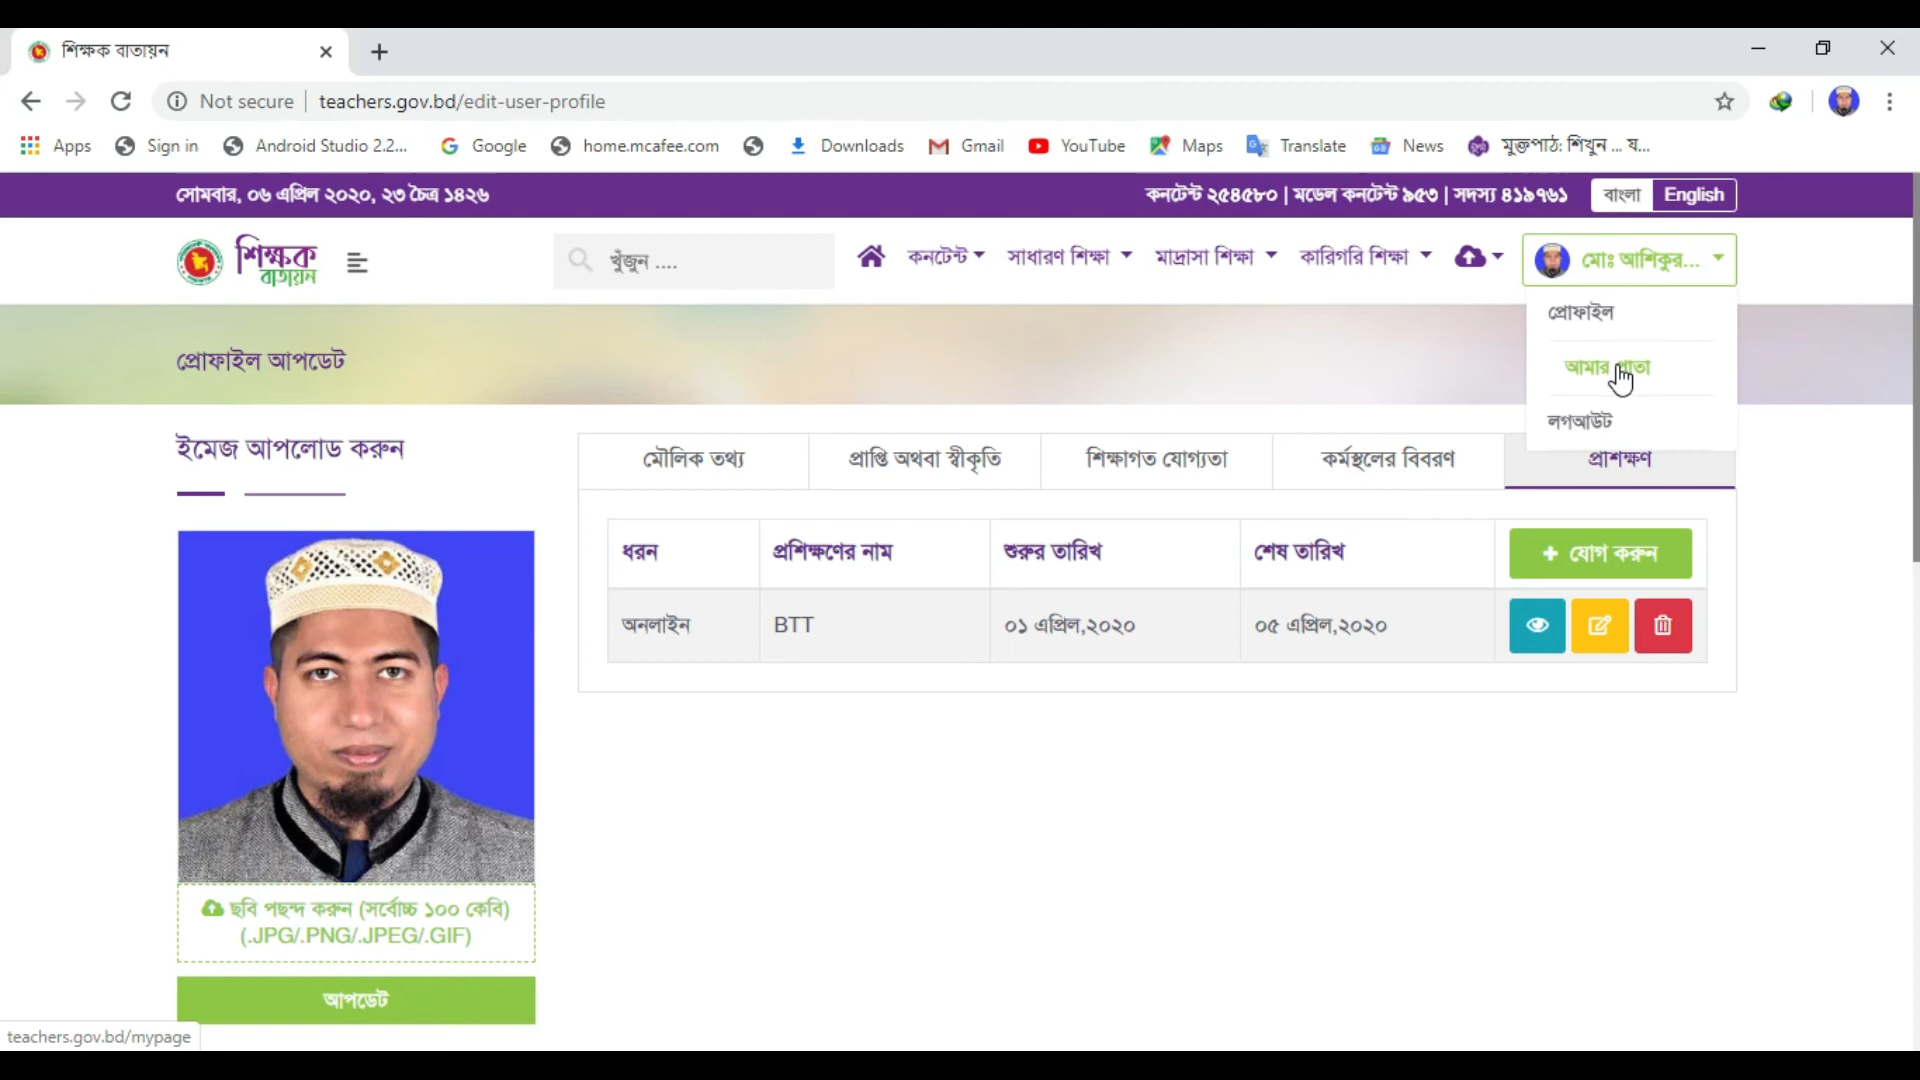 শিক্ষক বাতায়ন
Not secure teachers.gov.bd/edit-user-profile
Apps Sign in Android Studio 2.2... Google home.mcafee.com Downloads Gmail YouTube Maps Translate News মুক্তপাঠ: শিখুন ... য...
সোমবার, ০৬ এপ্রিল ২০২০, ২৩ চৈত্র ১৪২৬ কনটেন্ট ২৫৪৫৮০ | মডেল কনটেন্ট ৯৫৩ | সদস্য ৪১৯৭৬১ বাংলা English
শিক্ষক
বাতায়ন
খুঁজুন .... কনটেন্ট সাধারণ শিক্ষা মাদ্রাসা শিক্ষা কারিগরি শিক্ষা মোঃ আশিকুর...
প্রোফাইল
আমার পাতা
লগআউট
প্রোফাইল আপডেট
ইমেজ আপলোড করুন
মৌলিক তথ্য প্রাপ্তি অথবা স্বীকৃতি শিক্ষাগত যোগ্যতা কর্মস্থলের বিবরণ প্রশিক্ষণ
ধরন প্রশিক্ষণের নাম শুরুর তারিখ শেষ তারিখ + যোগ করুন
অনলাইন BTT ০১ এপ্রিল,২০২০ ০৫ এপ্রিল,২০২০
ছবি পছন্দ করুন (সর্বোচ্চ ১০০ কেবি)
(.JPG/.PNG/.JPEG/.GIF)
আপডেট
teachers.gov.bd/mypage